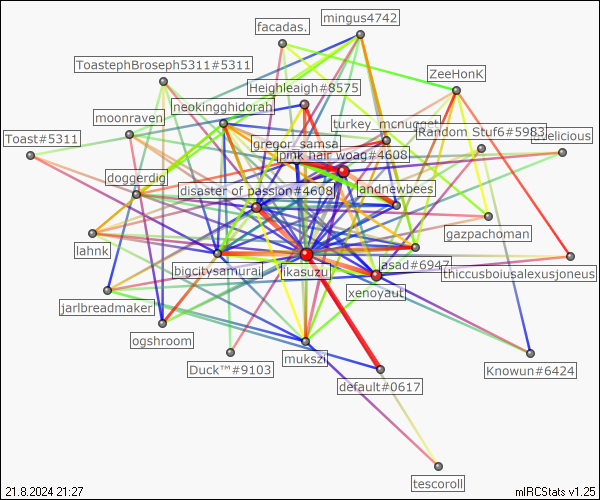 mingus4742
facadas.
ToastephBroseph5311#5311
ZeeHonK
Heighleaigh#8575
neokingghidorah
moonraven
turkey_mcnugget
Random Stuf6#5983
Toast#5311
gregor_samsa
pink hair woag#4608
doggerdig
disaster of passion#4608
andnewbees
gazpachoman
lahnk
bigcitysamurai
ikasuzu
asad#6947
thiccusboiusalexusjoneus
xenoyaut
jarlbreadmaker
ogshroom
mukszi
Duck™#9103
default#0617
Knowun#6424
tescoroll
21.8.2024 21:27
mIRCStats v1.25